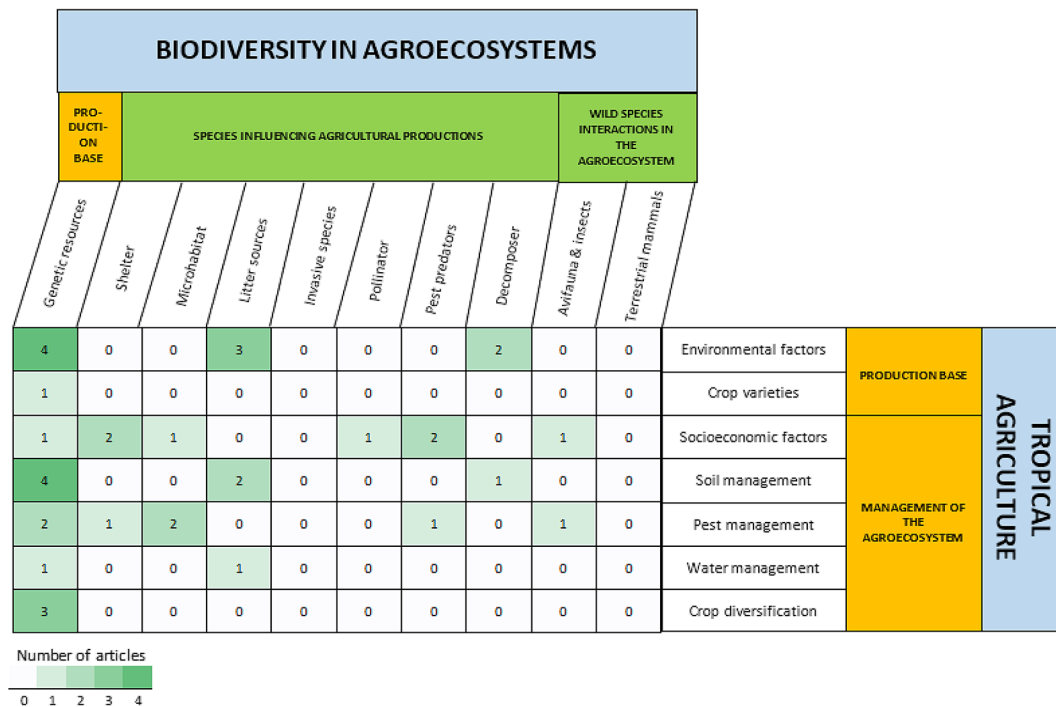 BIODIVERSITY IN AGROECOSYSTEMS
PRO-
DUCTI-
ON
BASE
SPECIES INFLUENCING AGRICULTURAL PRODUCTIONS
WILD SPECIES
INTERACTIONS IN
THE
AGROECOSYSTEM
Genetic resources
Shelter
Microhabitat
Litter sources
Invasive species
Pollinator
Pest predators
Decomposer
Avifauna & insects
Terrestrial mammals
4 0 0 3 0 0 0 2 0 0 Environmental factors
1 0 0 0 0 0 0 0 0 0 Crop varieties
PRODUCTION BASE
1 2 1 0 0 1 2 0 1 0 Socioeconomic factors
4 0 0 2 0 0 0 1 0 0 Soil management
2 1 2 0 0 0 1 0 1 0 Pest management
1 0 0 1 0 0 0 0 0 0 Water management
3 0 0 0 0 0 0 0 0 0 Crop diversification
MANAGEMENT OF
THE
AGROECOSYSTEM
TROPICAL
AGRICULTURE
Number of articles
0 1 2 3 4